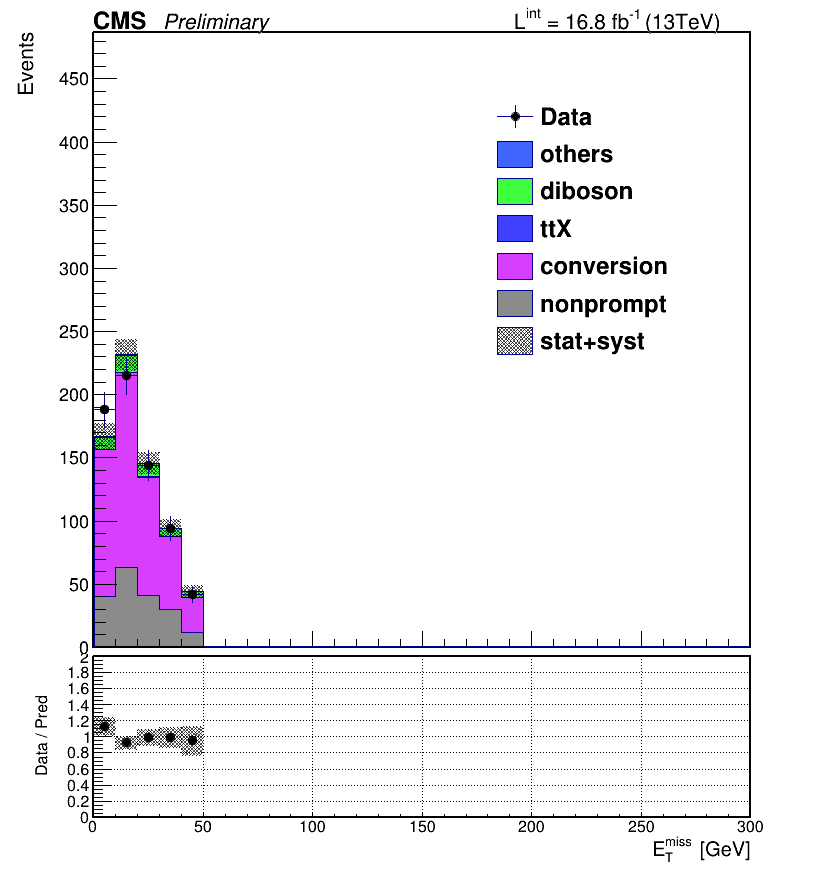 CMS Preliminary L^int = 16.8 fb^-1 (13TeV)
Events
450
400
350
300
250
200
150
100
50
0
Data
others
diboson
ttX
conversion
nonprompt
stat+syst
Data / Pred
2
1.8
1.6
1.4
1.2
1
0.8
0.6
0.4
0.2
0
0 50 100 150 200 250 300
E_T^miss [GeV]